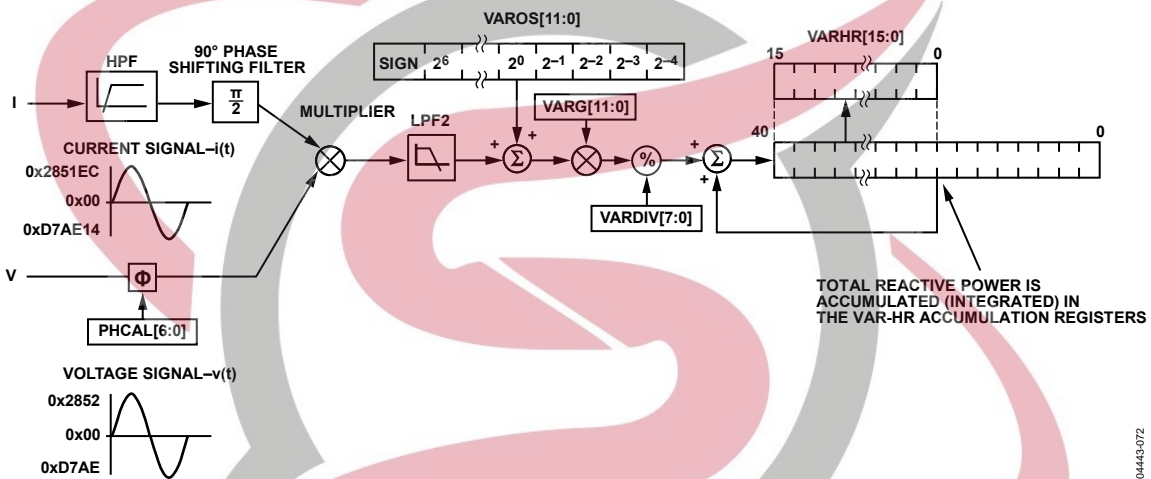 VAROS[11:0]
SIGN 2⁶ 2⁰ 2⁻¹ 2⁻² 2⁻³ 2⁻⁴
VARHR[15:0]
15 0
HPF
90° PHASE
SHIFTING FILTER
π
2
I
MULTIPLIER
LPF2
VARG[11:0]
40 0
+ +
Σ
%
+
Σ
+
VARDIV[7:0]
CURRENT SIGNAL–i(t)
0x2851EC
0x00
0xD7AE14
V
Φ
PHCAL[6:0]
TOTAL REACTIVE POWER IS
ACCUMULATED (INTEGRATED) IN
THE VAR-HR ACCUMULATION REGISTERS
VOLTAGE SIGNAL–v(t)
0x2852
0x00
0xD7AE
04443-072